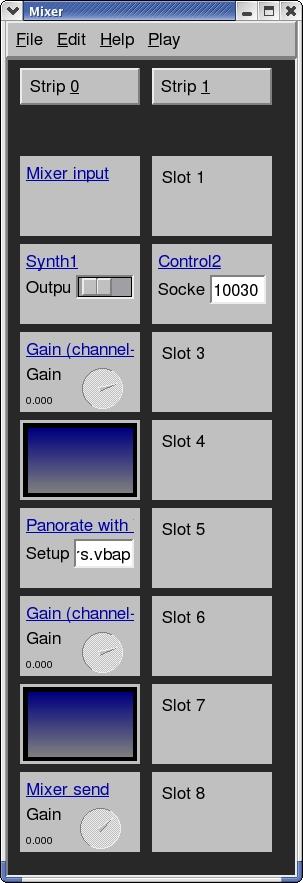 Mixer
File Edit Help Play
Strip 0 Strip 1
Mixer input Slot 1
Synth1 Control2
Outpu Socke 10030
Gain (channel- Slot 3
Gain
0.000
Slot 4
Panorate with Slot 5
Setup rs.vbap
Gain (channel- Slot 6
Gain
0.000
Slot 7
Mixer send Slot 8
Gain
0.000